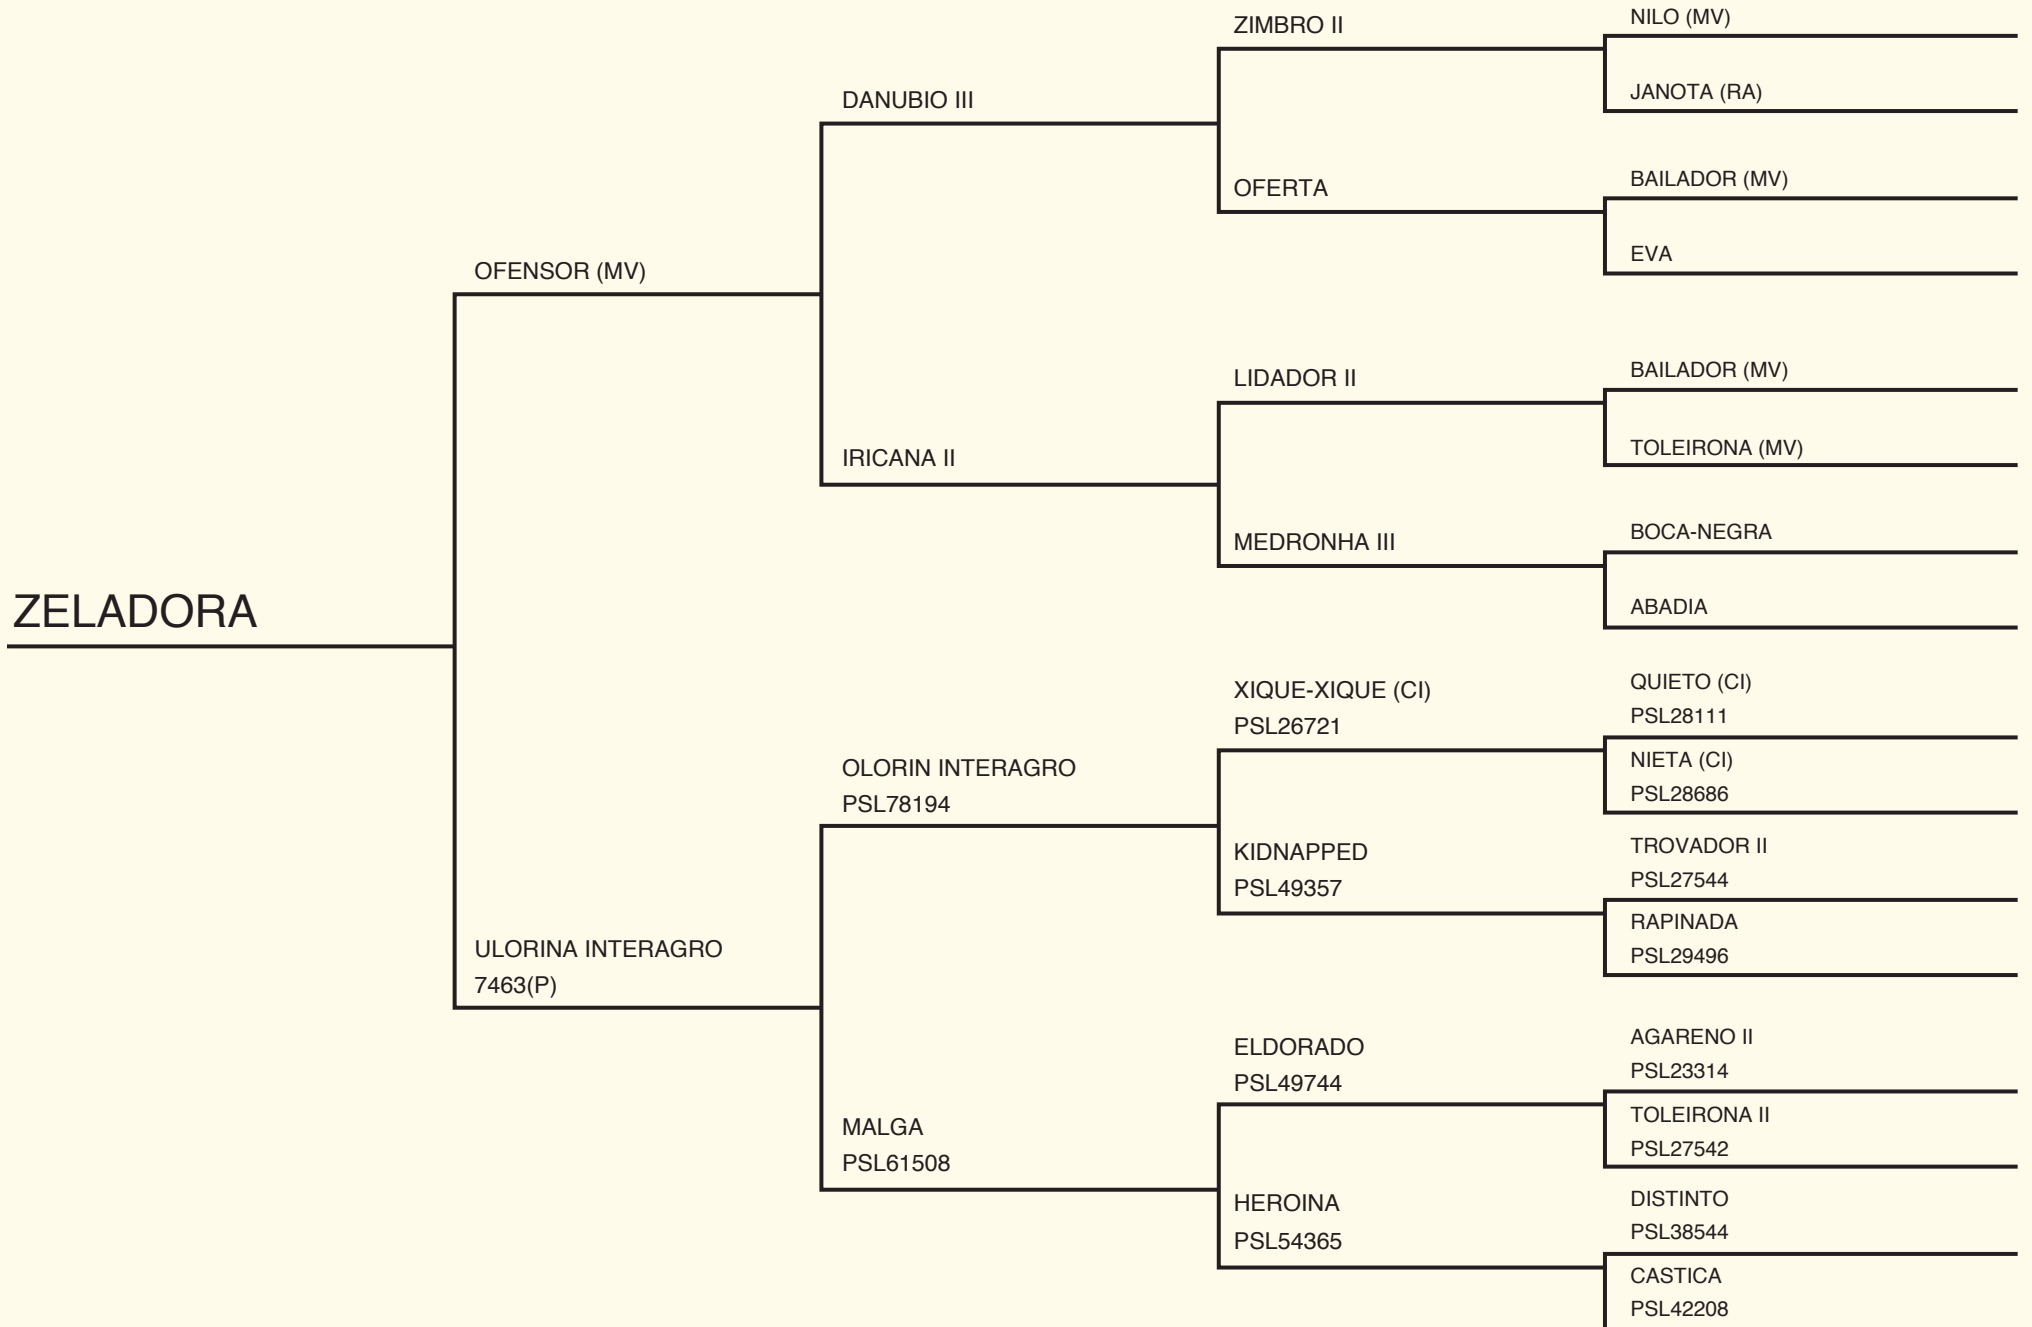 ZELADORA
OFENSOR (MV)
ULORINA INTERAGRO
7463(P)
DANUBIO III
IRICANA II
OLORIN INTERAGRO
PSL78194
MALGA
PSL61508
ZIMBRO II
OFERTA
LIDADOR II
MEDRONHA III
XIQUE-XIQUE (CI)
PSL26721
KIDNAPPED
PSL49357
ELDORADO
PSL49744
HEROINA
PSL54365
NILO (MV)
JANOTA (RA)
BAILADOR (MV)
EVA
BAILADOR (MV)
TOLEIRONA (MV)
BOCA-NEGRA
ABADIA
QUIETO (CI)
PSL28111
NIETA (CI)
PSL28686
TROVADOR II
PSL27544
RAPINADA
PSL29496
AGARENO II
PSL23314
TOLEIRONA II
PSL27542
DISTINTO
PSL38544
CASTICA
PSL42208